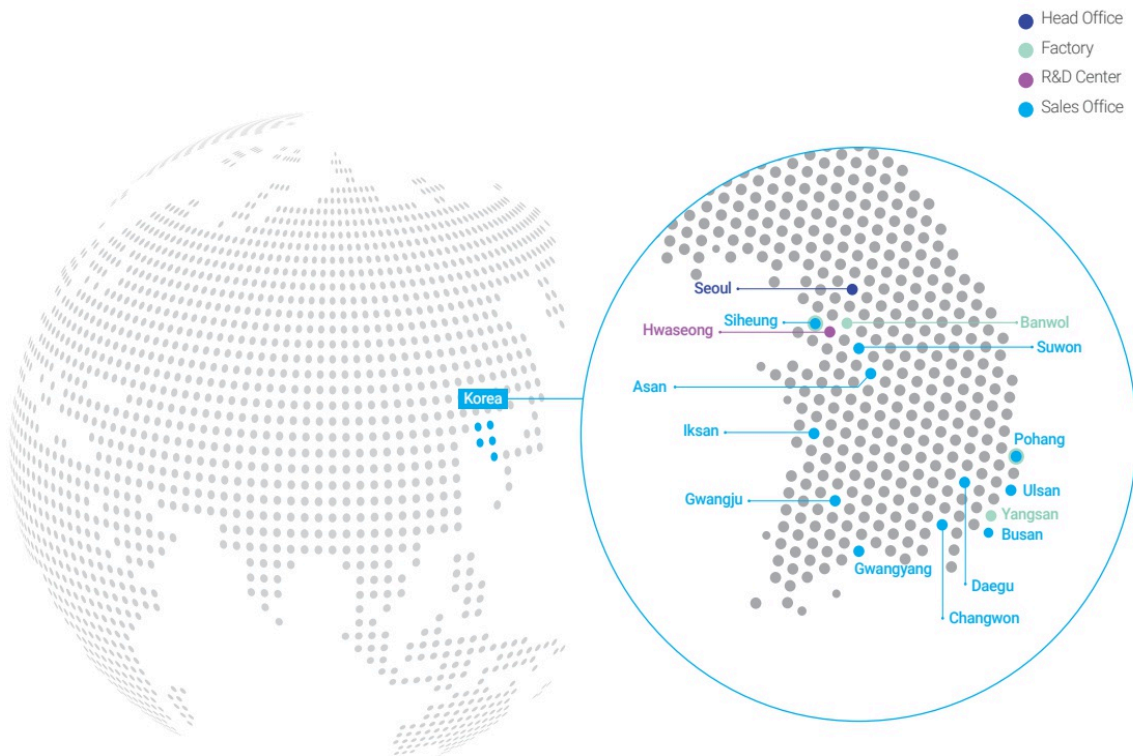 Head Office
Factory
R&D Center
Sales Office
Korea
Seoul
Siheung
Banwol
Hwaseong
Suwon
Asan
Iksan
Pohang
Ulsan
Gwangju
Yangsan
Busan
Gwangyang
Daegu
Changwon